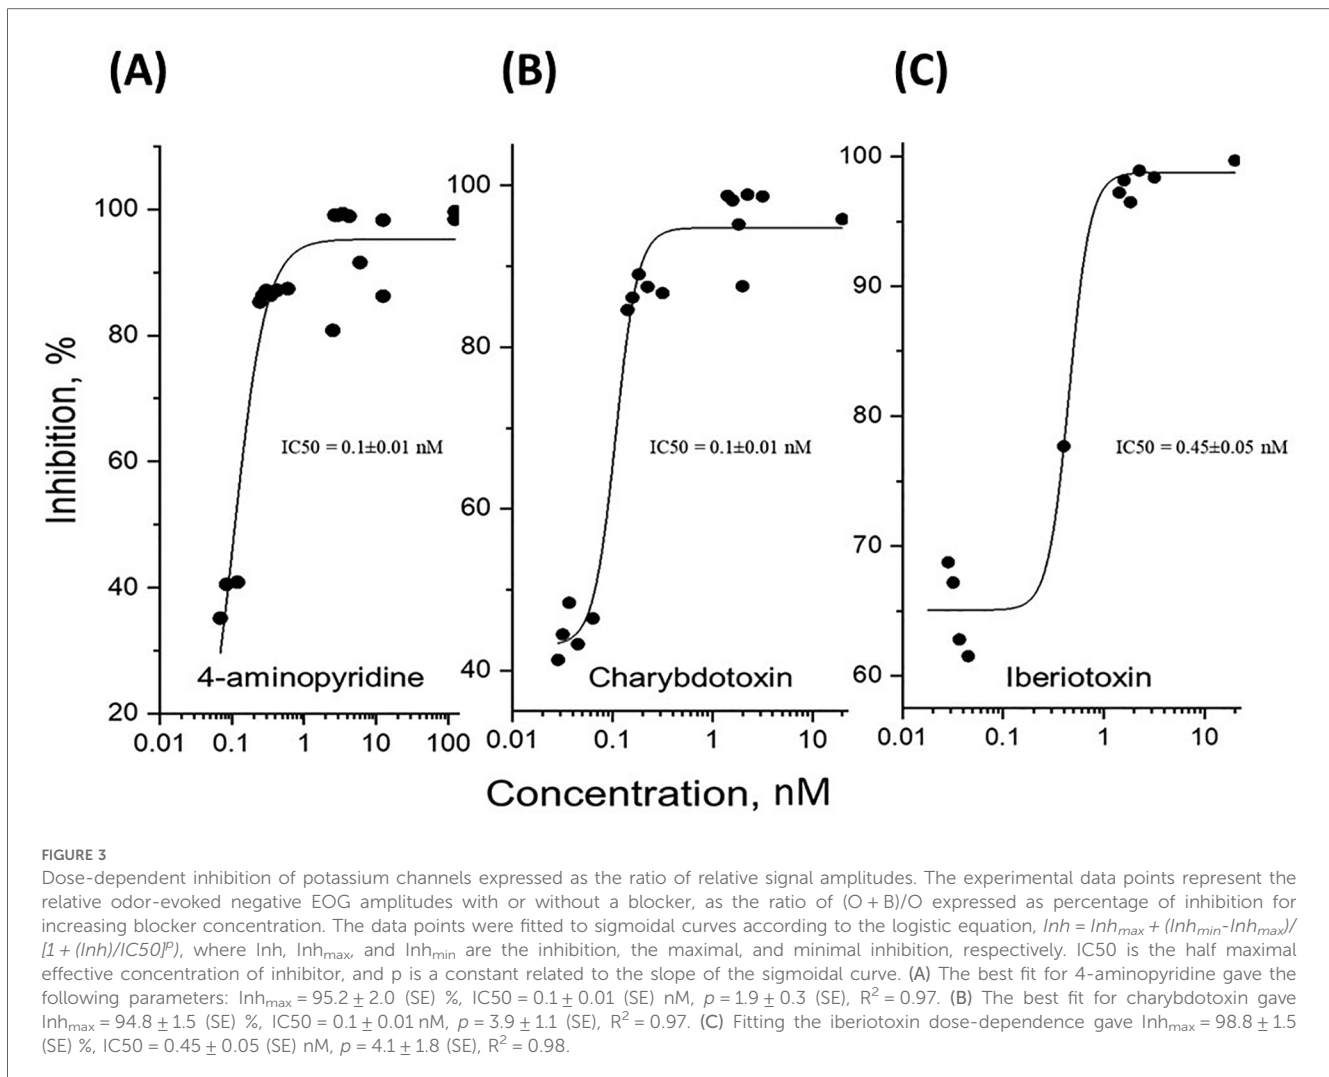 (A)
(B)
(C)
Inhibition, %
100
80
60
40
20
0.01
0.1
1
10
100
IC50 = 0.1±0.01 nM
4-aminopyridine
100
80
60
40
0.01
0.1
1
10
IC50 = 0.1±0.01 nM
Charybdotoxin
100
90
80
70
60
0.01
0.1
1
10
IC50 = 0.45±0.05 nM
Iberiotoxin
Concentration, nM
FIGURE 3
Dose-dependent inhibition of potassium channels expressed as the ratio of relative signal amplitudes. The experimental data points represent the
relative odor-evoked negative EOG amplitudes with or without a blocker, as the ratio of (O + B)/O expressed as percentage of inhibition for
increasing blocker concentration. The data points were fitted to sigmoidal curves according to the logistic equation, Inh = Inhmax + (Inhmin-Inhmax)/
[1 + (Inh)/IC50]ᵖ), where Inh, Inhmax, and Inhmin are the inhibition, the maximal, and minimal inhibition, respectively. IC50 is the half maximal
effective concentration of inhibitor, and p is a constant related to the slope of the sigmoidal curve. (A) The best fit for 4-aminopyridine gave the
following parameters: Inhmax = 95.2 ± 2.0 (SE) %, IC50 = 0.1 ± 0.01 (SE) nM, p = 1.9 ± 0.3 (SE), R² = 0.97. (B) The best fit for charybdotoxin gave
Inhmax = 94.8 ± 1.5 (SE) %, IC50 = 0.1 ± 0.01 nM, p = 3.9 ± 1.1 (SE), R² = 0.97. (C) Fitting the iberiotoxin dose-dependence gave Inhmax = 98.8 ± 1.5
(SE) %, IC50 = 0.45 ± 0.05 (SE) nM, p = 4.1 ± 1.8 (SE), R² = 0.98.